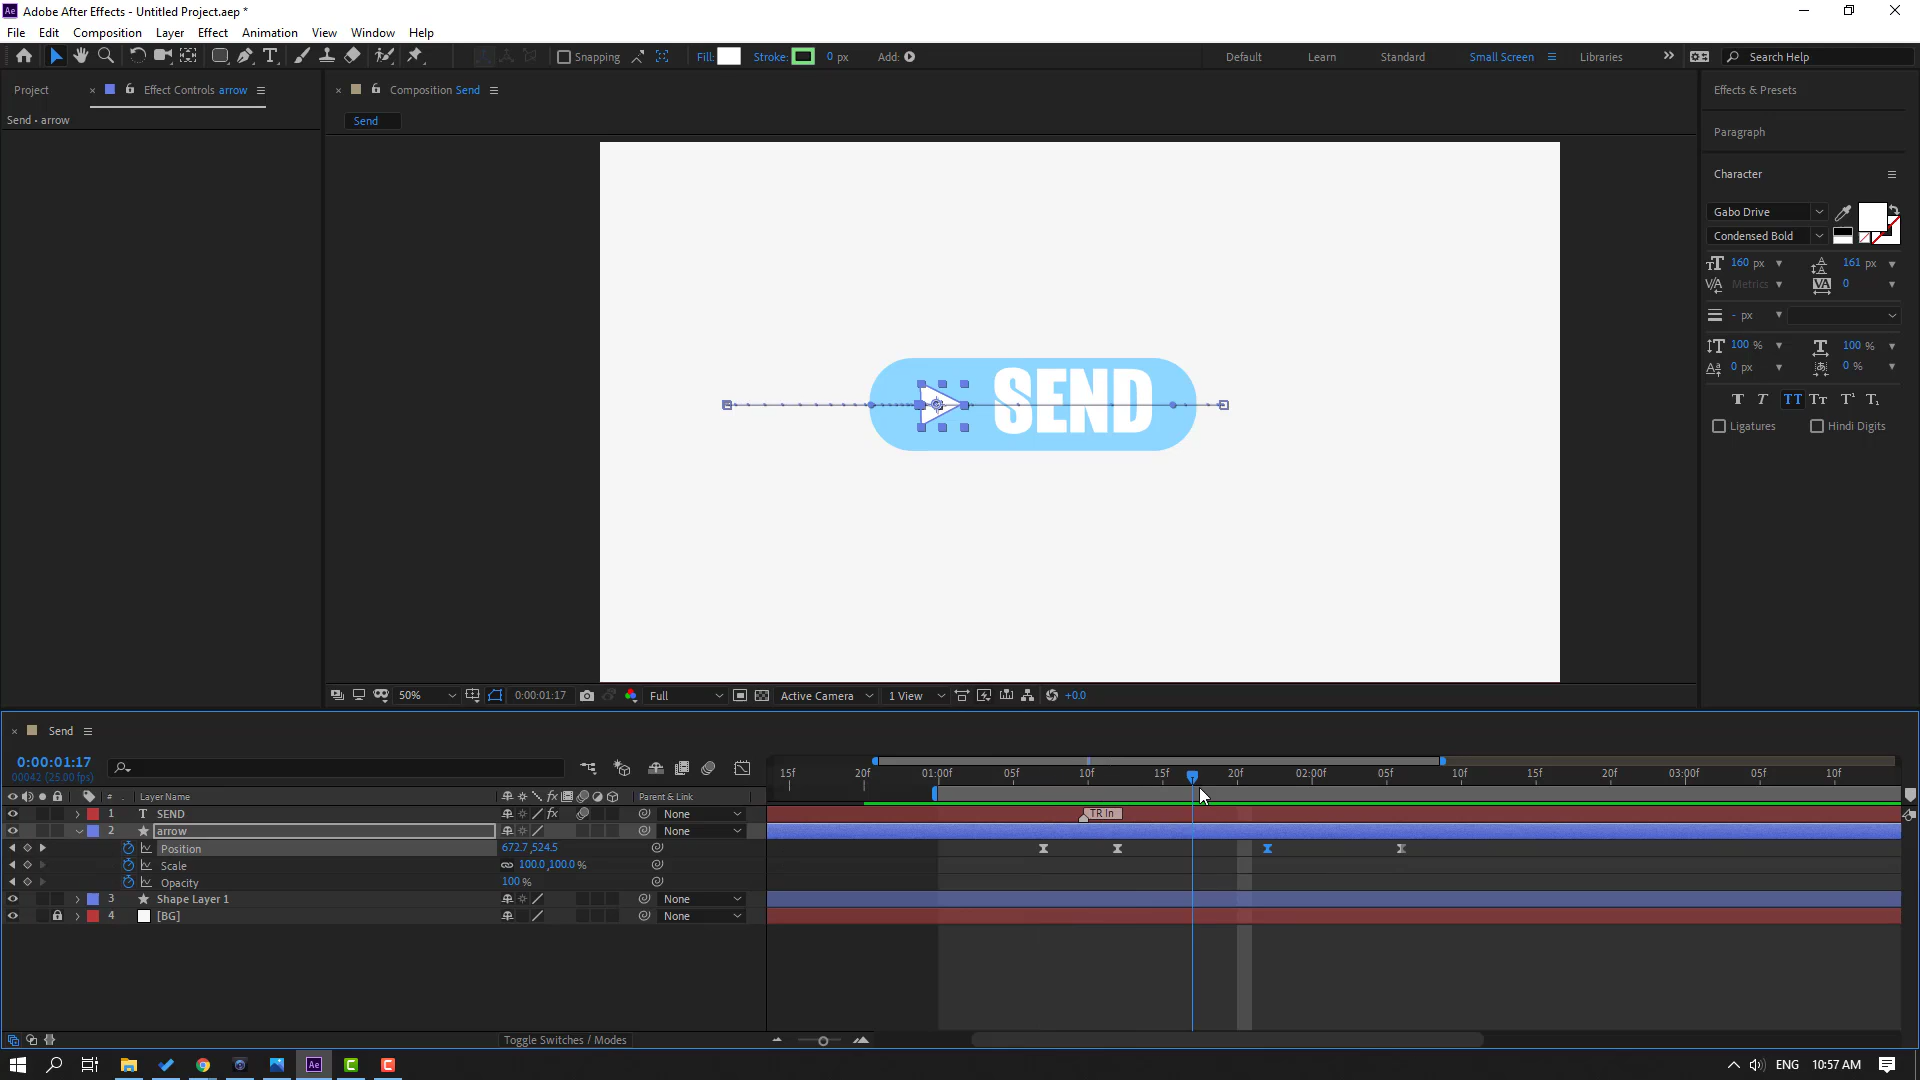 Adobe After Effects - Untitled Project.aep *
File Edit Composition Layer Effect Animation View Window Help
Snapping Fill: Stroke: 0 px Add: Default Learn Standard Small Screen Libraries Search Help
Project × Effect Controls arrow × Composition Send Effects & Presets
Send • arrow
Send
Paragraph
Character
Gabo Drive
Condensed Bold
160 px 161 px
Metrics 0
- px
100 % 100 %
0 px 0 %
TT
Ligatures Hindi Digits
SEND
50% 0:00:01:17 Full Active Camera 1 View +0.0
× Send
0:00:01:17
00042 (25.00 fps)
15f 20f 01:00f 05f 10f 15f 20f 02:00f 05f 10f 15f 20f 03:00f 05f 10f
# Layer Name fx Parent & Link
1 T SEND fx None TR In
2 arrow None
Position 672.7,524.5
Scale 100.0,100.0 %
Opacity 100 %
3 Shape Layer 1 None
4 [BG] None
Toggle Switches / Modes
Ae ENG 10:57 AM